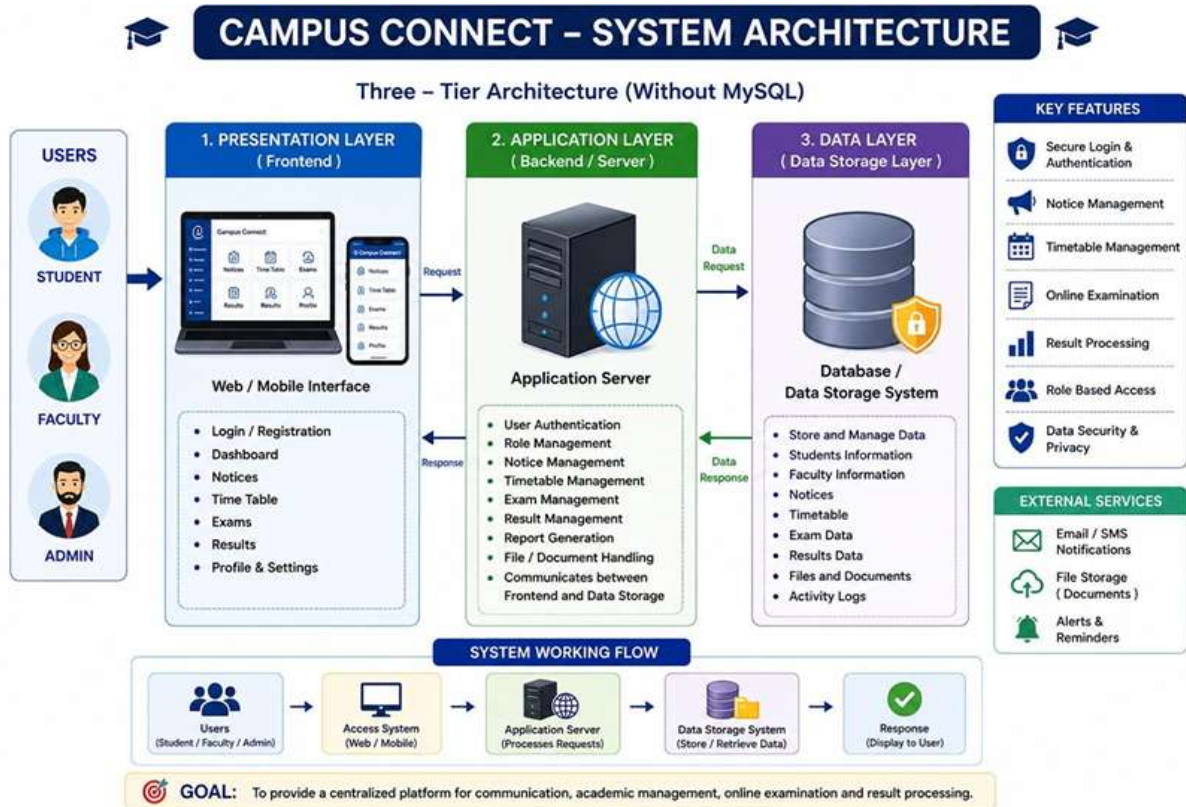 CAMPUS CONNECT – SYSTEM ARCHITECTURE
Three – Tier Architecture (Without MySQL)
USERS
STUDENT
FACULTY
ADMIN
1. PRESENTATION LAYER
( Frontend )
Campus Connect
Notices
Time Table
Exams
Results
Results
Profile
Campus Connect
Notices
Time Table
Exams
Results
Profile
Web / Mobile Interface
• Login / Registration
• Dashboard
• Notices
• Time Table
• Exams
• Results
• Profile & Settings
Request
Response
2. APPLICATION LAYER
( Backend / Server )
Application Server
• User Authentication
• Role Management
• Notice Management
• Timetable Management
• Exam Management
• Result Management
• Report Generation
• File / Document Handling
• Communicates between
Frontend and Data Storage
Data
Request
Data
Response
3. DATA LAYER
( Data Storage Layer )
Database /
Data Storage System
• Store and Manage Data
• Students Information
• Faculty Information
• Notices
• Timetable
• Exam Data
• Results Data
• Files and Documents
• Activity Logs
KEY FEATURES
Secure Login &
Authentication
Notice Management
Timetable Management
Online Examination
Result Processing
Role Based Access
Data Security &
Privacy
EXTERNAL SERVICES
Email / SMS
Notifications
File Storage
( Documents )
Alerts &
Reminders
SYSTEM WORKING FLOW
Users
(Student / Faculty / Admin)
Access System
(Web / Mobile)
Application Server
(Processes Requests)
Data Storage System
(Store / Retrieve Data)
Response
(Display to User)
GOAL: To provide a centralized platform for communication, academic management, online examination and result processing.